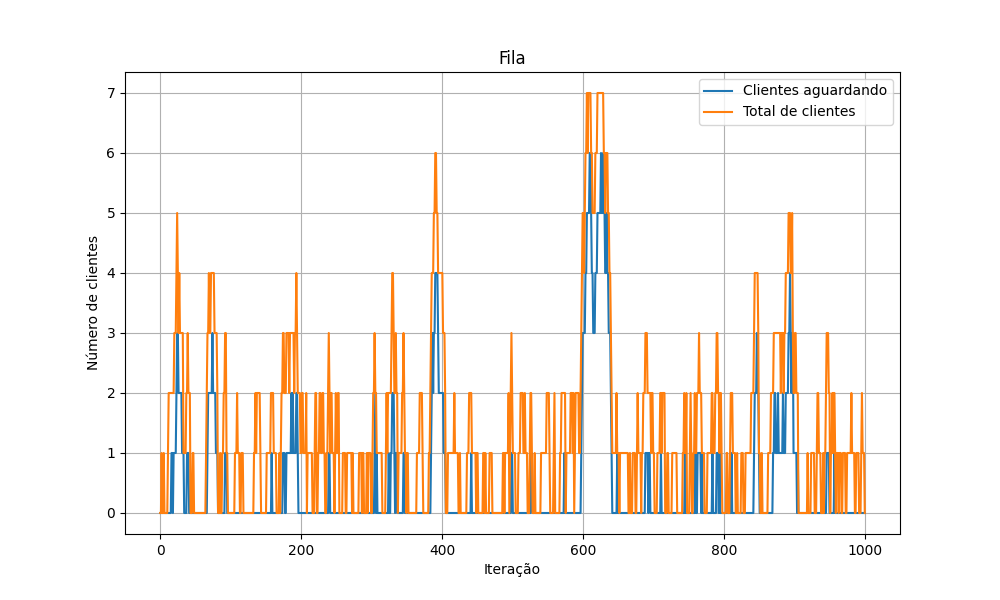 Fila
Clientes aguardando
Total de clientes
Número de clientes
7
6
5
4
3
2
1
0
0 200 400 600 800 1000
Iteração